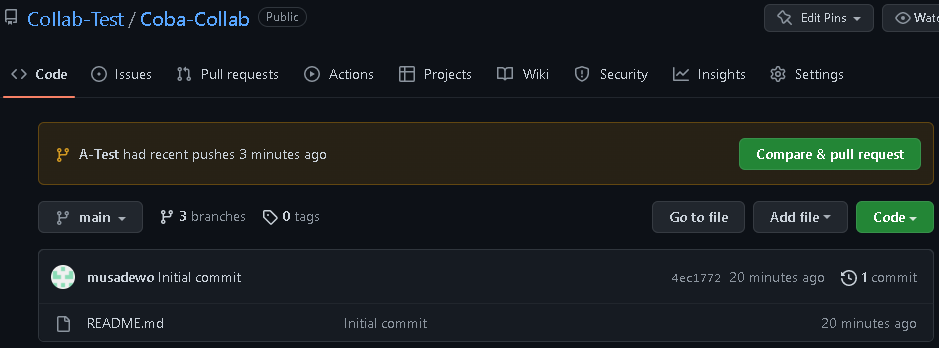 Collab-Test / Coba-Collab Public Edit Pins
Code Issues Pull requests Actions Projects Wiki Security Insights Settings
A-Test had recent pushes 3 minutes ago Compare & pull request
main 3 branches 0 tags Go to file Add file Code
musadewo Initial commit 4ec1772 20 minutes ago 1 commit
README.md Initial commit 20 minutes ago